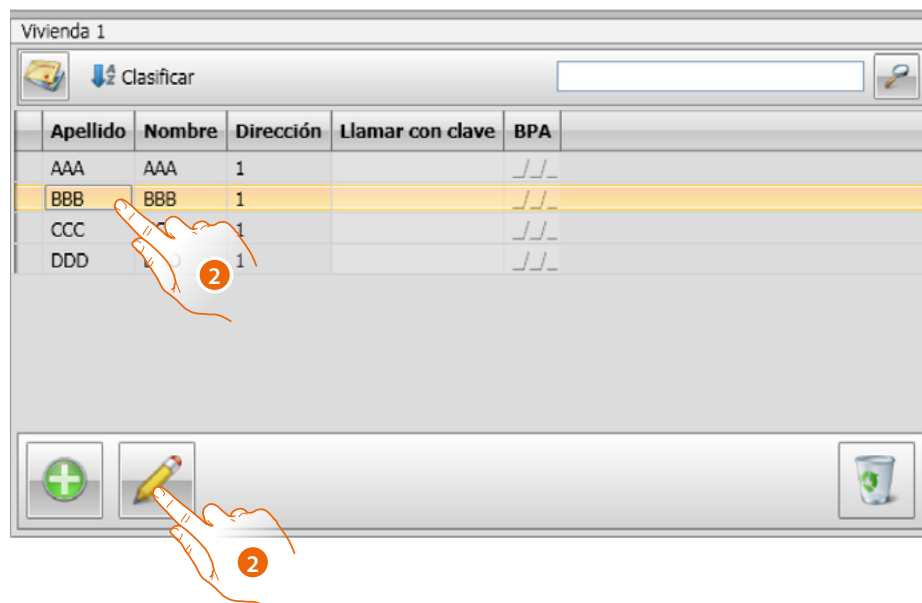 Vivienda 1
Clasificar
Apellido Nombre Dirección Llamar con clave BPA
AAA AAA 1 _/_/_
BBB BBB 1 _/_/_
CCC 1 _/_/_
DDD 1 _/_/_
2
2